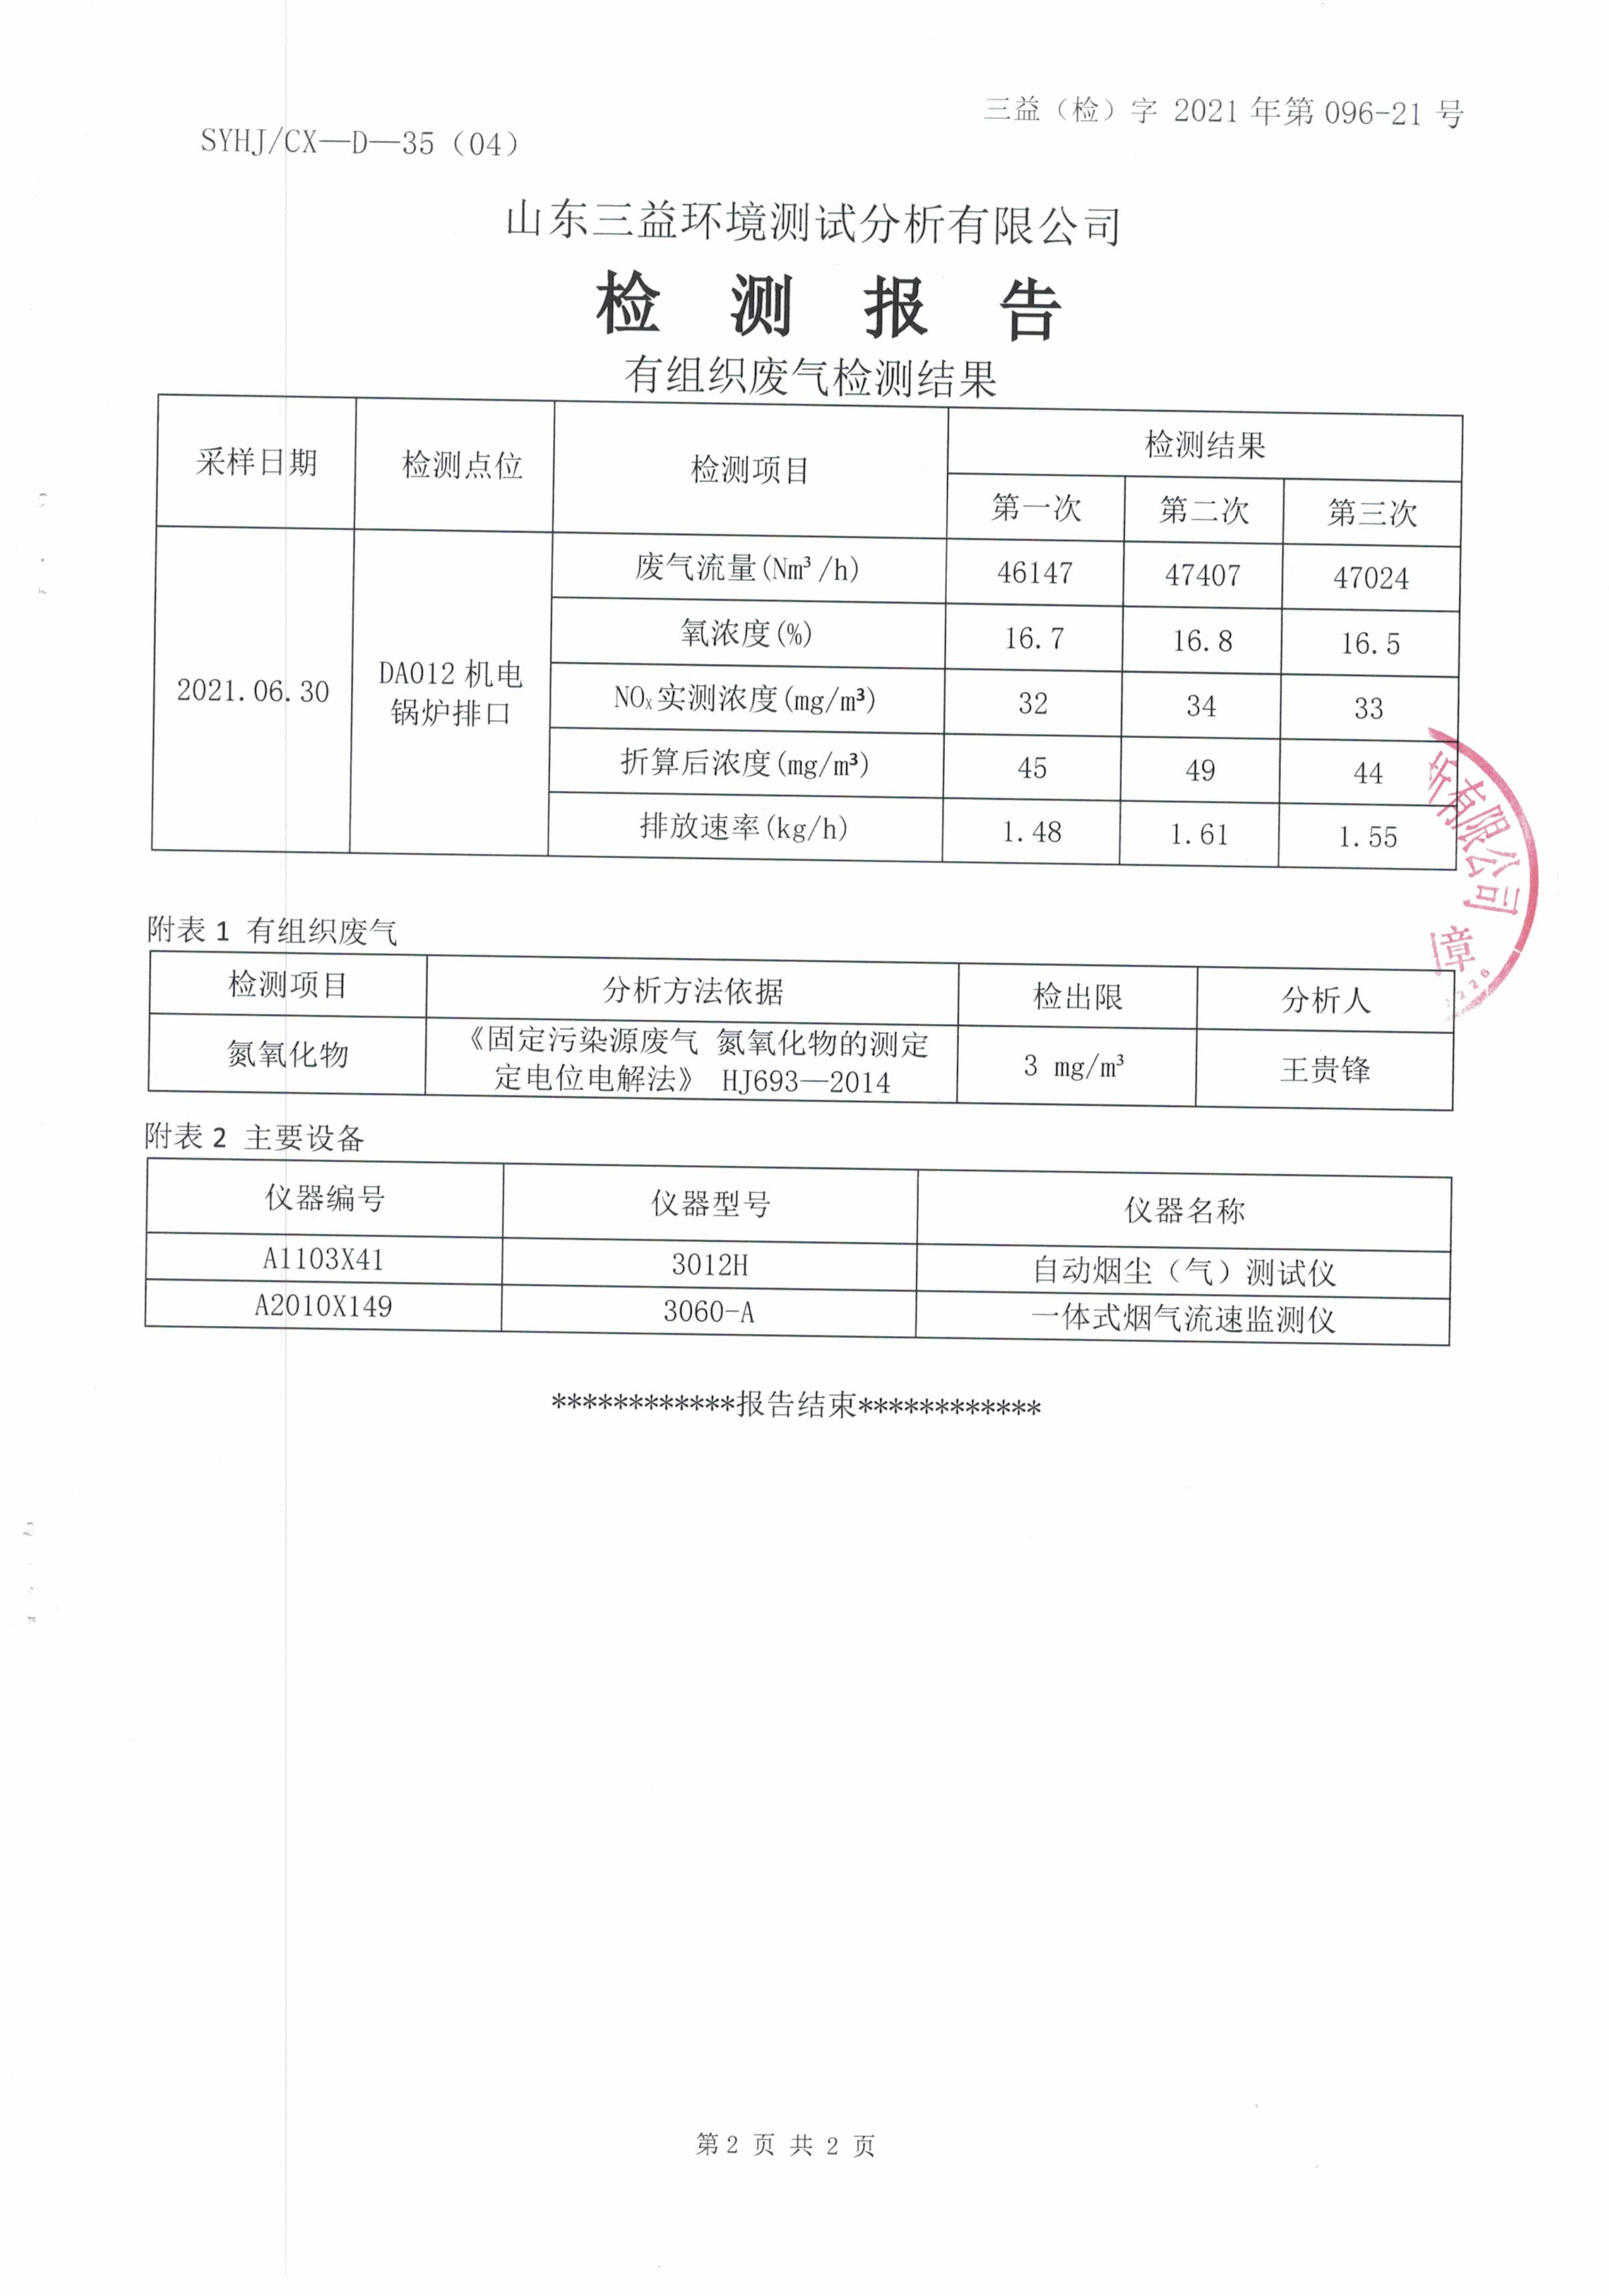 三益（检）字 2021 年第 096-21 号
SYHJ/CX—D—35（04）
山东三益环境测试分析有限公司
检 测 报 告
有组织废气检测结果
采样日期 检测点位 检测项目 检测结果
第一次 第二次 第三次
2021.06.30 DA012 机电
锅炉排口
废气流量(Nm³/h) 46147 47407 47024
氧浓度(%) 16.7 16.8 16.5
NOₓ实测浓度(mg/m³) 32 34 33
折算后浓度(mg/m³) 45 49 44
排放速率(kg/h) 1.48 1.61 1.55
附表 1 有组织废气
检测项目 分析方法依据 检出限 分析人
氮氧化物 《固定污染源废气 氮氧化物的测定
定电位电解法》 HJ693—2014 3 mg/m³ 王贵锋
附表 2 主要设备
仪器编号 仪器型号 仪器名称
A1103X41 3012H 自动烟尘（气）测试仪
A2010X149 3060-A 一体式烟气流速监测仪
************报告结束************
第 2 页 共 2 页
有限公司
章
226